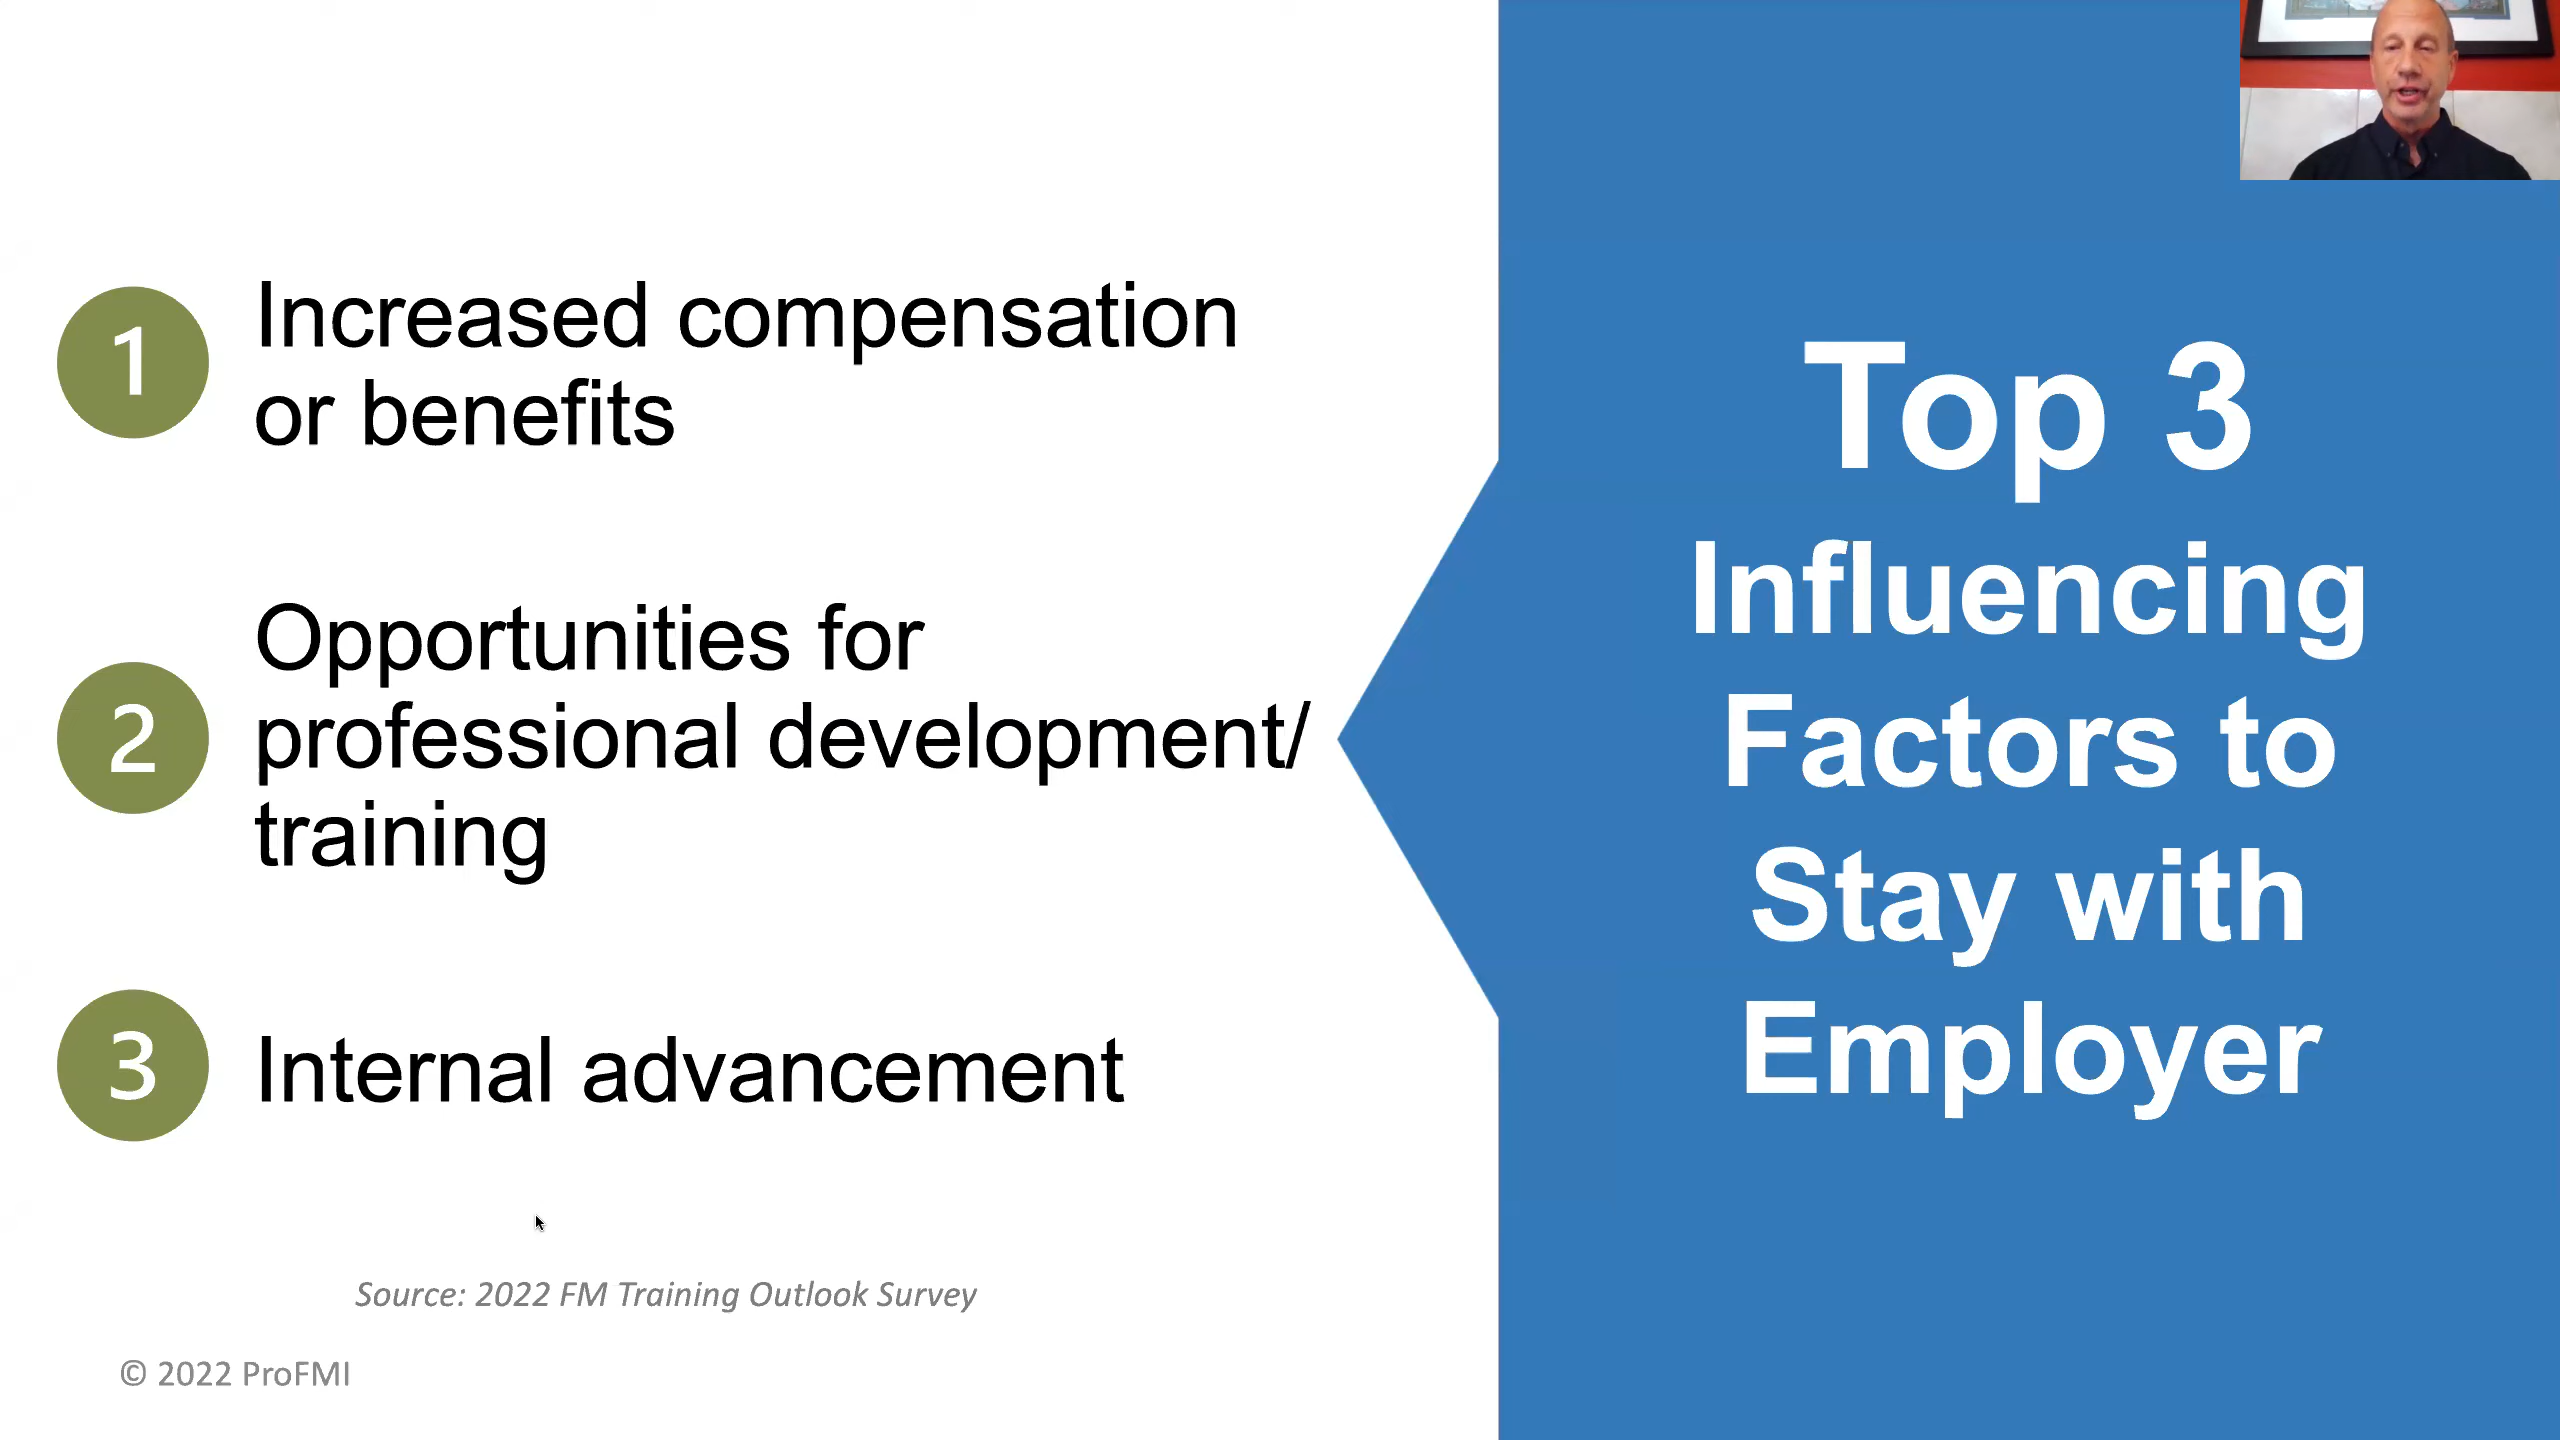 1
Increased compensation
or benefits
2
Opportunities for
professional development/
training
3
Internal advancement
Source: 2022 FM Training Outlook Survey
© 2022 ProFMI
Top 3
Influencing
Factors to
Stay with
Employer